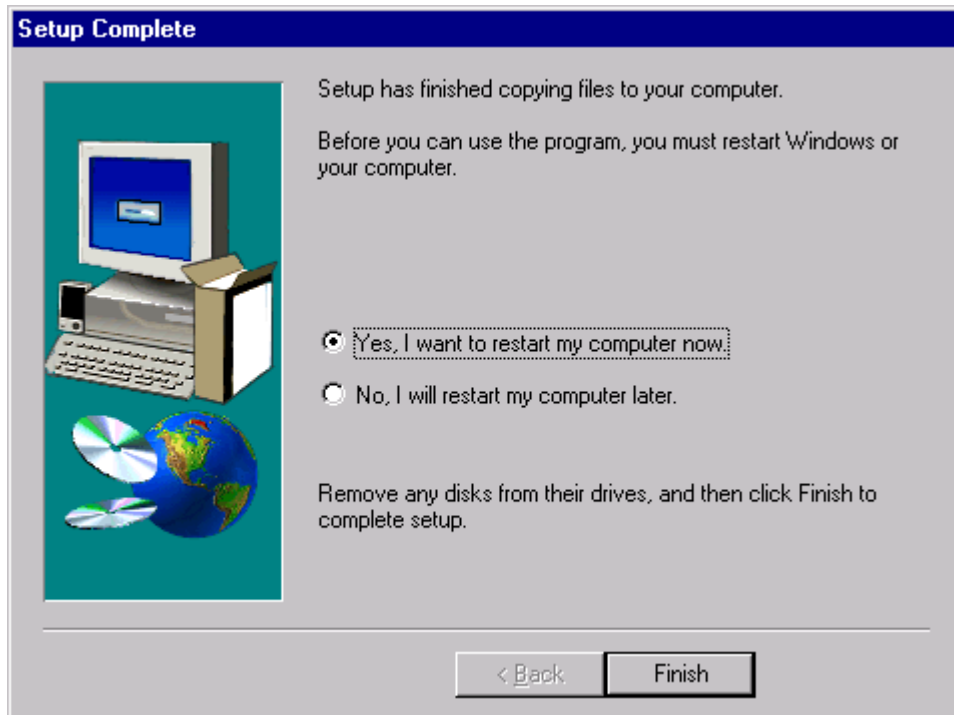 Setup Complete
Setup has finished copying files to your computer.
Before you can use the program, you must restart Windows or
your computer.
Yes, I want to restart my computer now.
No, I will restart my computer later.
Remove any disks from their drives, and then click Finish to
complete setup.
< Back
Finish